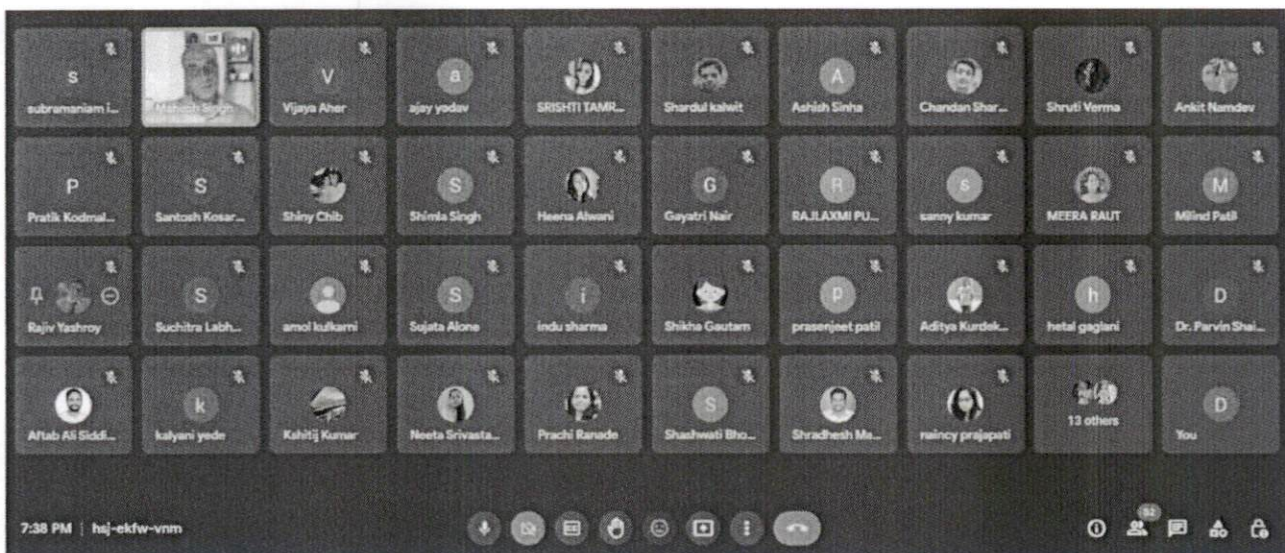 s V a A
subramaniam i... Mahesh Singh Vijaya Aher ajay yadav SRISHTI TAMR... Shardul kalwit Ashish Sinha Chandan Shar... Shruti Verma Ankit Namdev
P S S G R s M
Pratik Kodmal... Santosh Kosar... Shiny Chib Shimla Singh Heena Alwani Gayatri Nair RAJLAXMI PU... sanny kumar MEERA RAUT Milind Patil
S S i p h D
Rajiv Yashroy Suchitra Labh... amol kulkarni Sujata Alone indu sharma Shikha Gautam prasenjeet patil Aditya Kurdek... hetal gaglani Dr. Parvin Shai...
k S 13 others D
Aftab Ali Siddi... kalyani yede Kshitij Kumar Neeta Srivasta... Prachi Ranade Shashwati Bho... Shradhesh Ma... naincy prajapati You
7:38 PM | hsj-ekfw-vnm 52